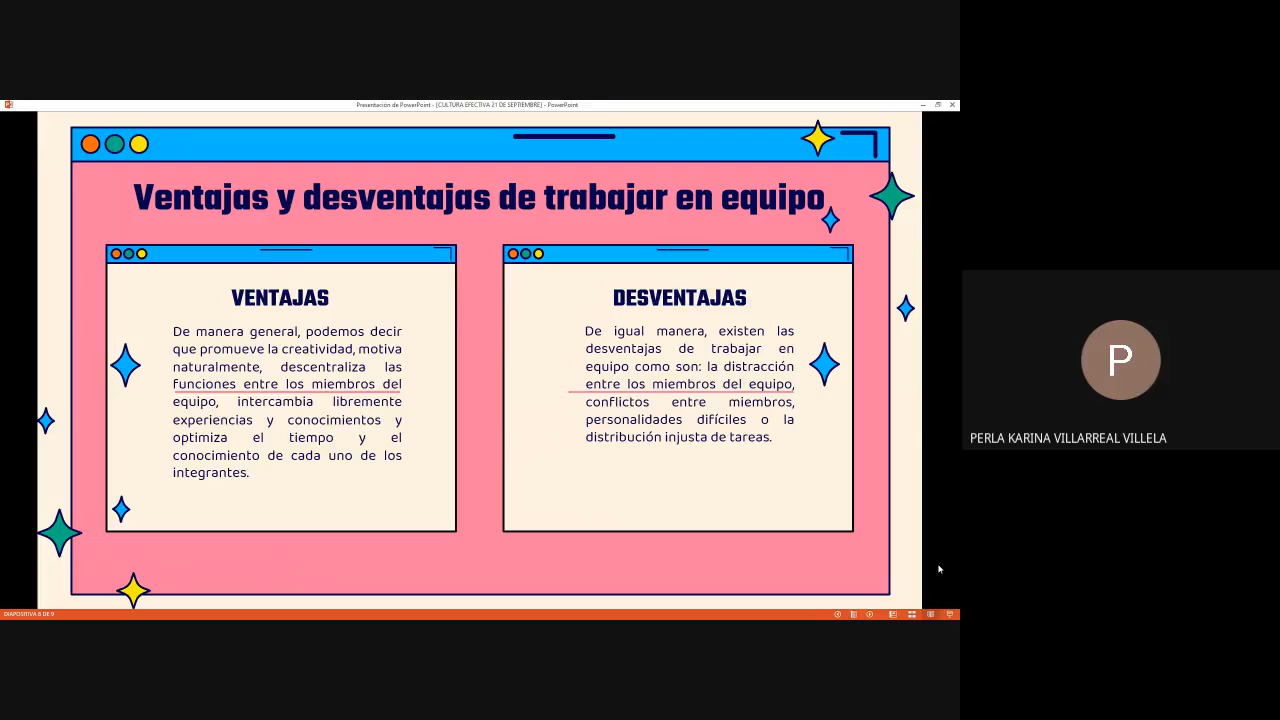 Presentación de PowerPoint - [CULTURA EFECTIVA 21 DE SEPTIEMBRE] - PowerPoint
Ventajas y desventajas de trabajar en equipo
VENTAJAS
De manera general, podemos decir
que promueve la creatividad, motiva
naturalmente, descentraliza las
funciones entre los miembros del
equipo, intercambia libremente
experiencias y conocimientos y
optimiza el tiempo y el
conocimiento de cada uno de los
integrantes.
DESVENTAJAS
De igual manera, existen las
desventajas de trabajar en
equipo como son: la distracción
entre los miembros del equipo,
conflictos entre miembros,
personalidades difíciles o la
distribución injusta de tareas.
P
PERLA KARINA VILLARREAL VILLELA
DIAPOSITIVA 8 DE 9